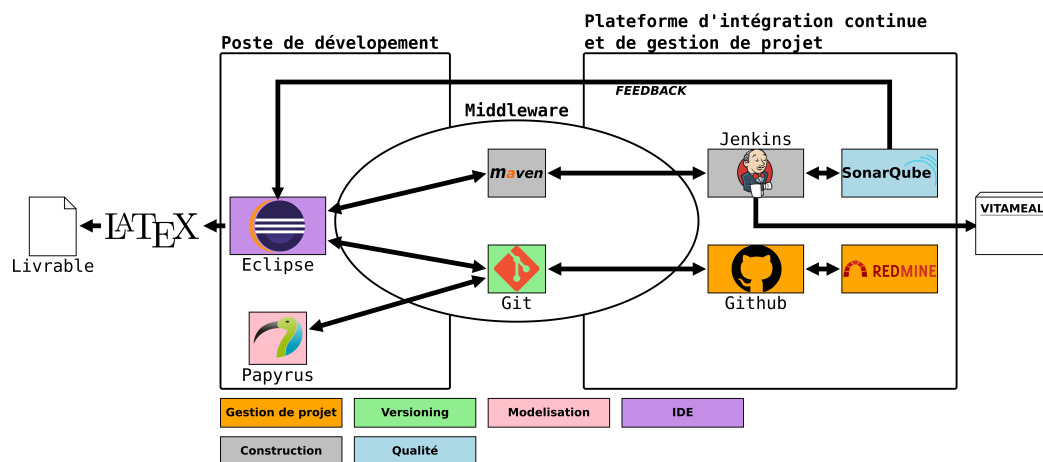 Plateforme d'intégration continue
et de gestion de projet
Poste de dévelopement
FEEDBACK
Middleware
Jenkins
maven
SonarQube
VITAMEAL
LATEX
Livrable
Eclipse
Git
Github
REDMINE
Papyrus
Gestion de projet
Versioning
Modelisation
IDE
Construction
Qualité